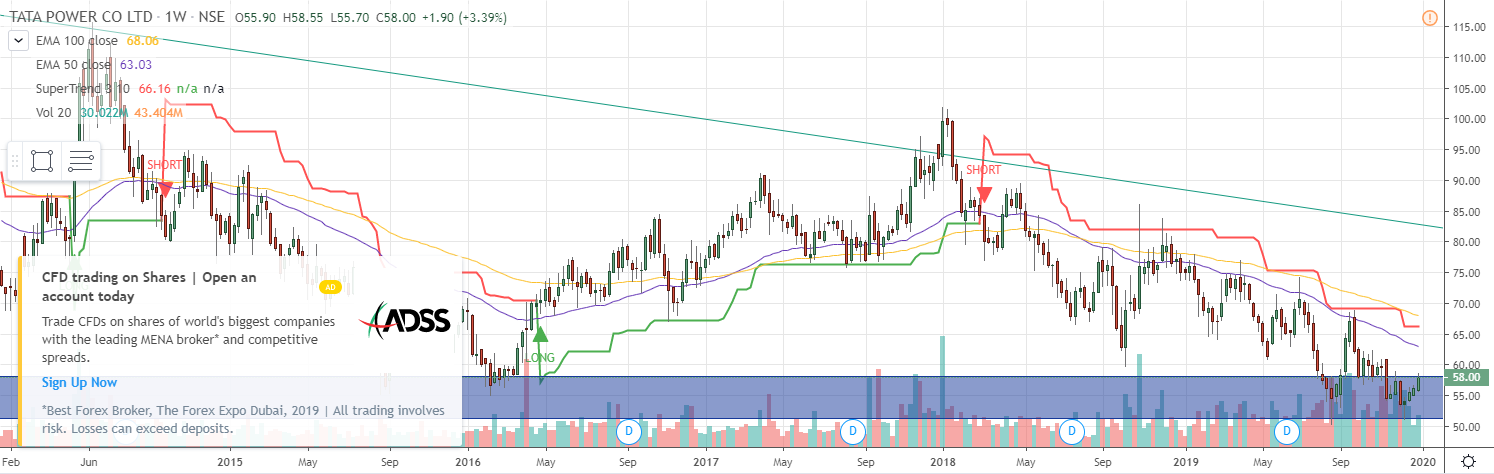 TATA POWER CO LTD · 1W · NSE O55.90 H58.55 L55.70 C58.00 +1.90 (+3.39%)
EMA 100 close 68.06
EMA 50 close 63.03
SuperTrend 3 10 66.16 n/a n/a
Vol 20 30.022M 43.404M
SHORT
SHORT
LONG
CFD trading on Shares | Open an
account today
AD
Trade CFDs on shares of world's biggest companies
with the leading MENA broker* and competitive
spreads.
ADSS
Sign Up Now
*Best Forex Broker, The Forex Expo Dubai, 2019 | All trading involves
risk. Losses can exceed deposits.
D D D D
115.00
110.00
105.00
100.00
95.00
90.00
85.00
80.00
75.00
70.00
65.00
60.00
58.00
55.00
50.00
Feb Jun 2015 May Sep 2016 May Sep 2017 May Sep 2018 May Sep 2019 May Sep 2020